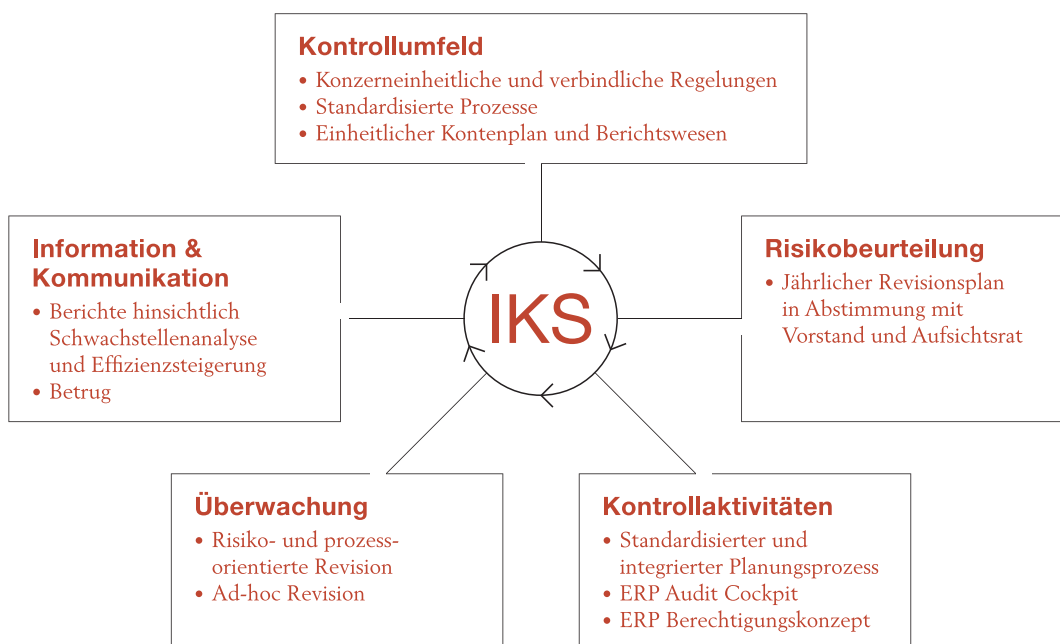 Kontrollumfeld
• Konzerneinheitliche und verbindliche Regelungen
• Standardisierte Prozesse
• Einheitlicher Kontenplan und Berichtswesen
Information &
Kommunikation
• Berichte hinsichtlich
Schwachstellenanalyse
und Effizienzsteigerung
• Betrug
IKS
Risikobeurteilung
• Jährlicher Revisionsplan
in Abstimmung mit
Vorstand und Aufsichtsrat
Überwachung
• Risiko- und prozess-
orientierte Revision
• Ad-hoc Revision
Kontrollaktivitäten
• Standardisierter und
integrierter Planungsprozess
• ERP Audit Cockpit
• ERP Berechtigungskonzept